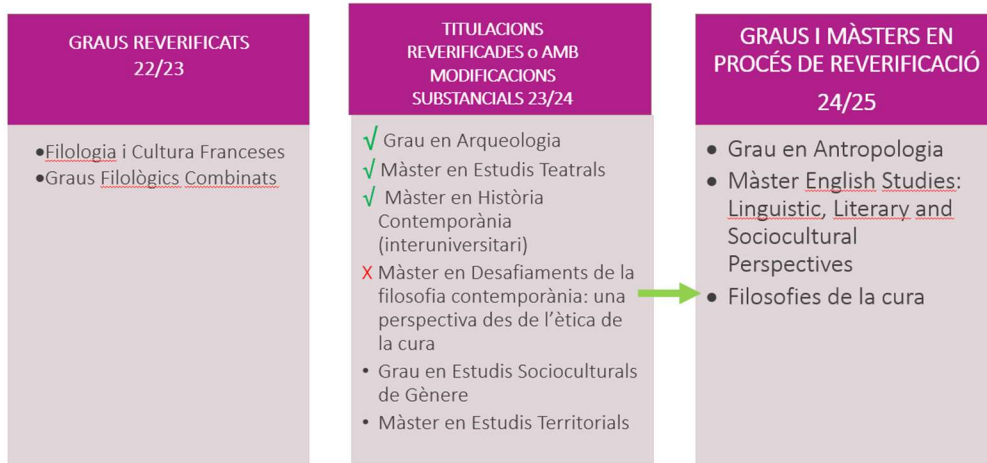 GRAUS REVERIFICATS
22/23
•Filologia i Cultura Franceses
•Graus Filològics Combinats
TITULACIONS
REVERIFICADES o AMB
MODIFICACIONS
SUBSTANCIALS 23/24
√ Grau en Arqueologia
√ Màster en Estudis Teatrals
√ Màster en Història
Contemporània
(interuniversitari)
X Màster en Desafiaments de la
filosofia contemporània: una
perspectiva des de l’ètica de
la cura
• Grau en Estudis Socioculturals
de Gènere
• Màster en Estudis Territorials
GRAUS I MÀSTERS EN
PROCÉS DE REVERIFICACIÓ
24/25
• Grau en Antropologia
• Màster English Studies:
Linguistic, Literary and
Sociocultural
Perspectives
• Filosofies de la cura